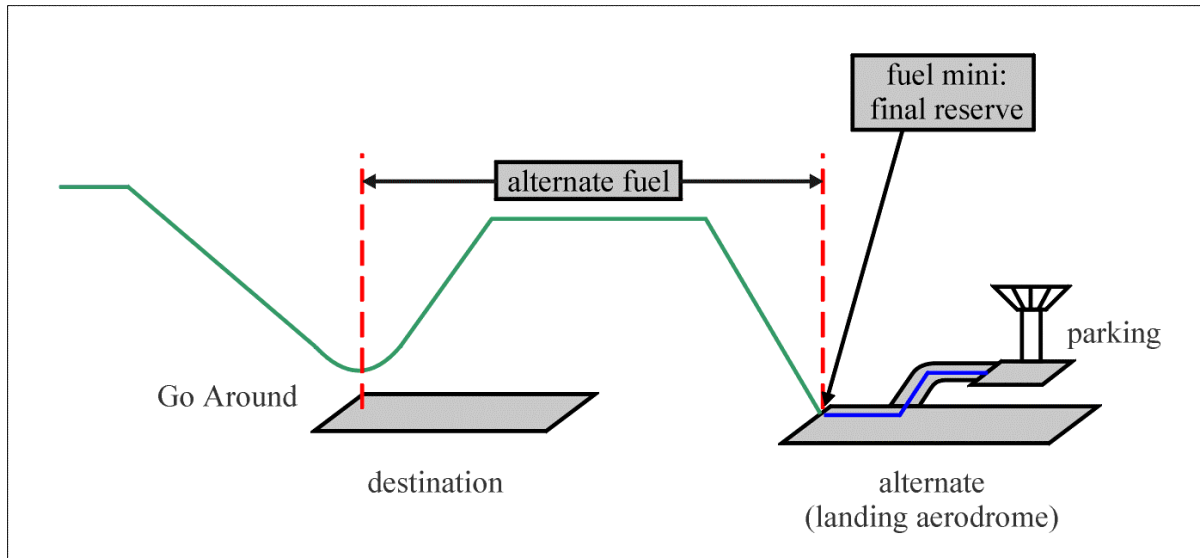 fuel mini:
final reserve
alternate fuel
parking
Go Around
destination
alternate
(landing aerodrome)